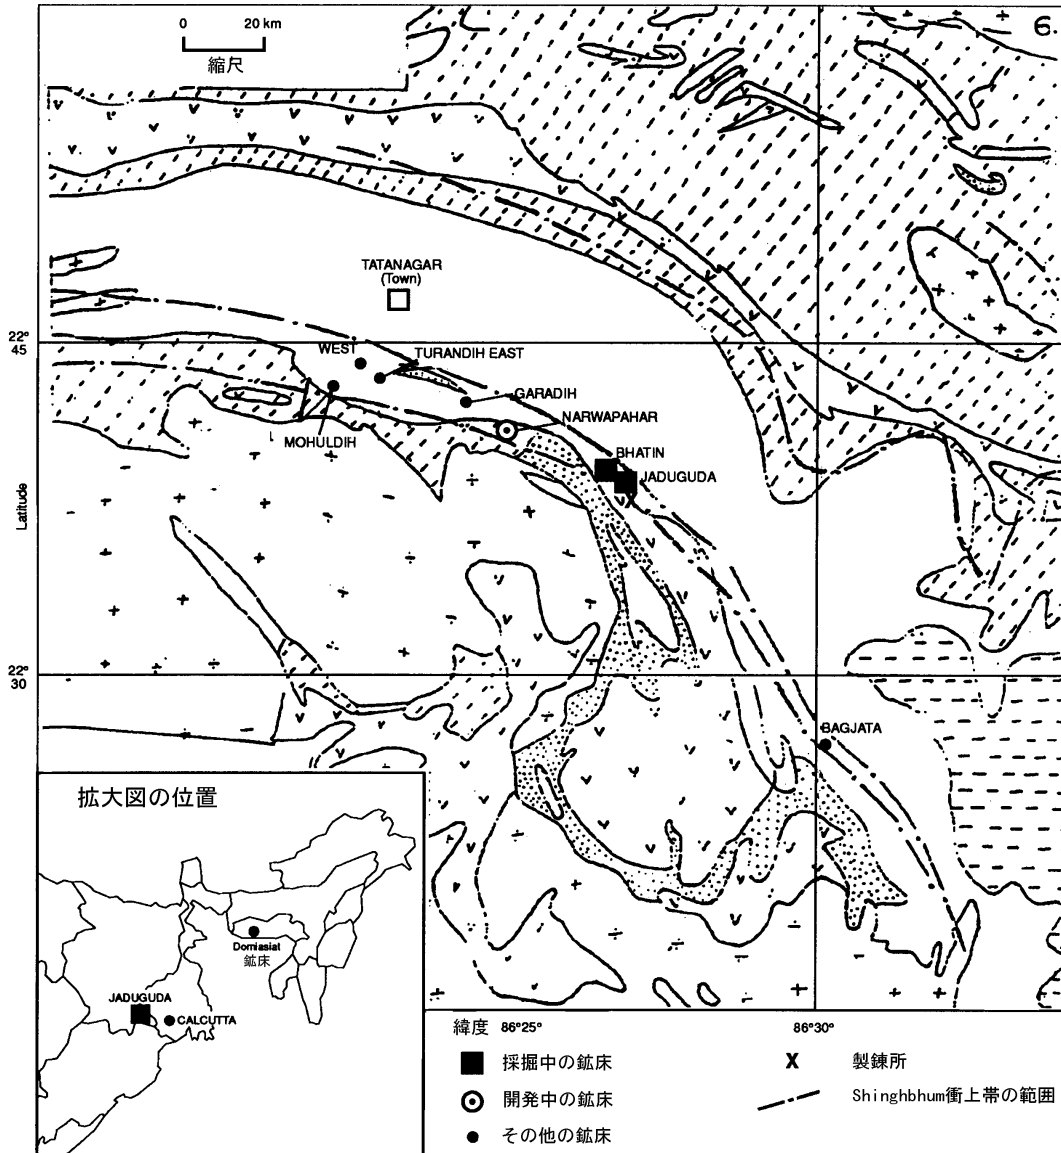 0 20 km
縮尺
6.
TATANAGAR
(Town)
22°
45
WEST
TURANDIH EAST
GARADIH
NARWAPAHAR
MOHULDIH
BHATIN
JADUGUDA
Latitude
22°
30
BAGJATA
拡大図の位置
Domiasiat
鉱床
JADUGUDA
CALCUTTA
緯度 86°25' 86°30'
採掘中の鉱床
X 製錬所
開発中の鉱床
Shinghbhum衝上帯の範囲
その他の鉱床